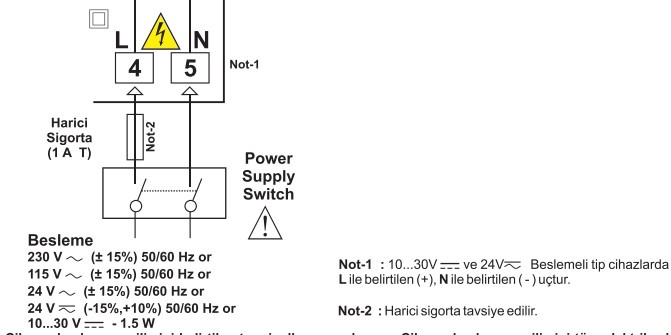 L N
4 5 Not-1
Harici
Sigorta
(1 A T)
Not-2
Power
Supply
Switch
Besleme
230 V ~ (± 15%) 50/60 Hz or
115 V ~ (± 15%) 50/60 Hz or
24 V ~ (± 15%) 50/60 Hz or
24 V ⎓~ (-15%,+10%) 50/60 Hz or
10...30 V ⎓ - 1.5 W
Not-1 : 10...30V ⎓ ve 24V⎓~ Beslemeli tip cihazlarda
L ile belirtilen (+), N ile belirtilen ( - ) uçtur.
Not-2 : Harici sigorta tavsiye edilir.